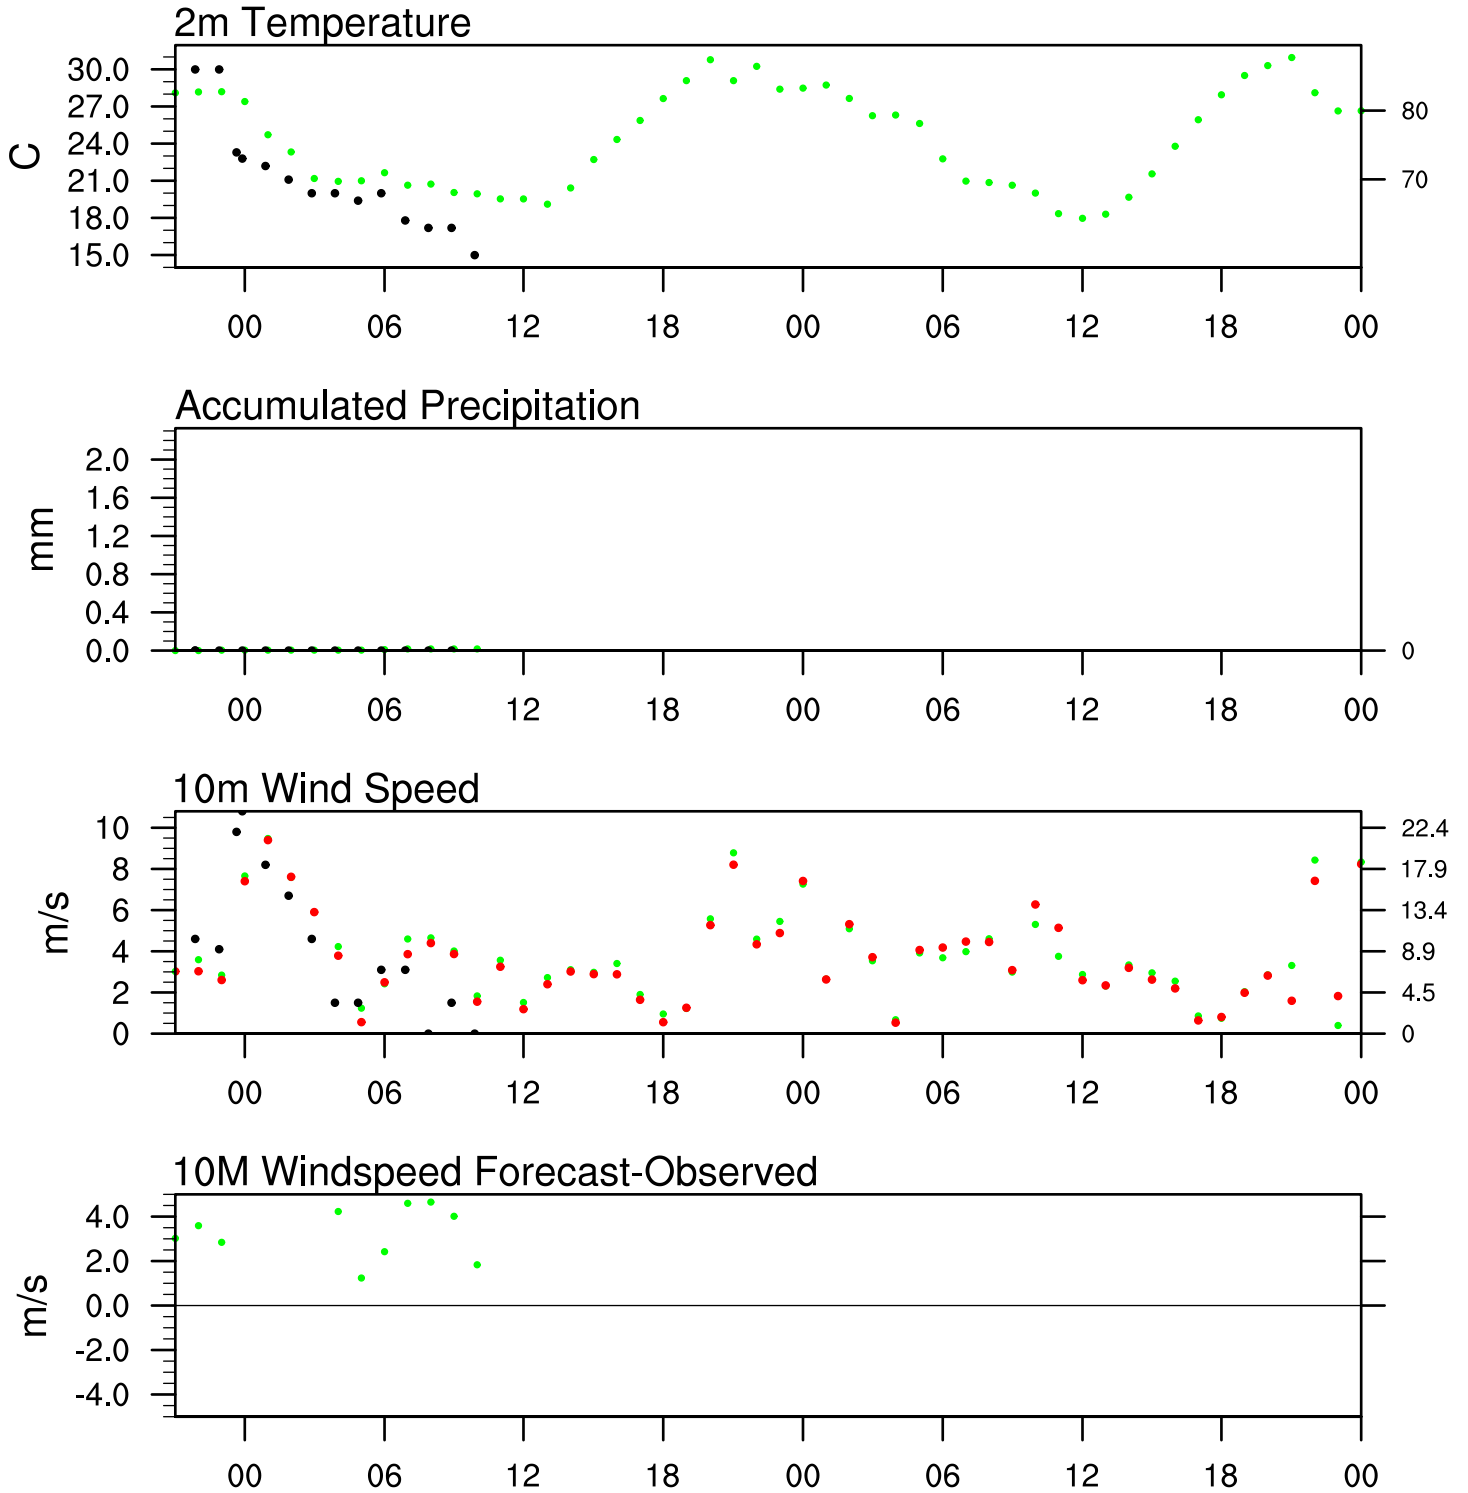 2m Temperature
30.0
27.0
24.0
21.0
18.0
15.0
C
80
70
00 06 12 18 00 06 12 18 00
Accumulated Precipitation
2.0
1.6
1.2
0.8
0.4
0.0
mm
0
00 06 12 18 00 06 12 18 00
10m Wind Speed
10
8
6
4
2
0
m/s
22.4
17.9
13.4
8.9
4.5
0
00 06 12 18 00 06 12 18 00
10M Windspeed Forecast-Observed
4.0
2.0
0.0
-2.0
-4.0
m/s
00 06 12 18 00 06 12 18 00